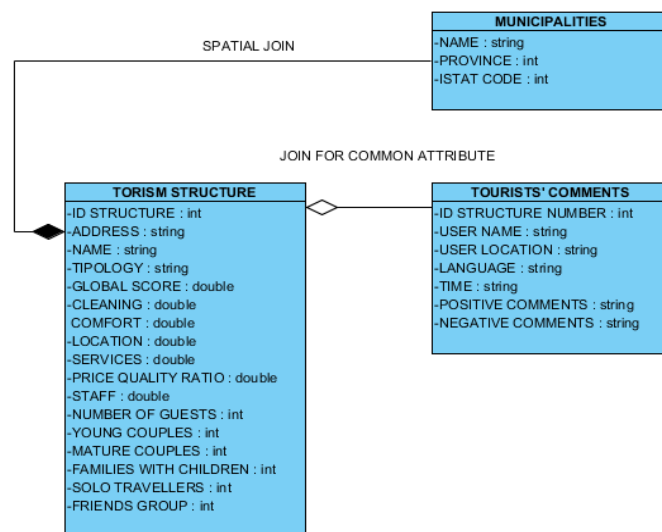 MUNICIPALITIES
-NAME : string
-PROVINCE : int
-ISTAT CODE : int
SPATIAL JOIN
JOIN FOR COMMON ATTRIBUTE
TORISM STRUCTURE
-ID STRUCTURE : int
-ADDRESS : string
-NAME : string
-TIPOLOGY : string
-GLOBAL SCORE : double
-CLEANING : double
COMFORT : double
-LOCATION : double
-SERVICES : double
-PRICE QUALITY RATIO : double
-STAFF : double
-NUMBER OF GUESTS : int
-YOUNG COUPLES : int
-MATURE COUPLES : int
-FAMILIES WITH CHILDREN : int
-SOLO TRAVELLERS : int
-FRIENDS GROUP : int
TOURISTS' COMMENTS
-ID STRUCTURE NUMBER : int
-USER NAME : string
-USER LOCATION : string
-LANGUAGE : string
-TIME : string
-POSITIVE COMMENTS : string
-NEGATIVE COMMENTS : string